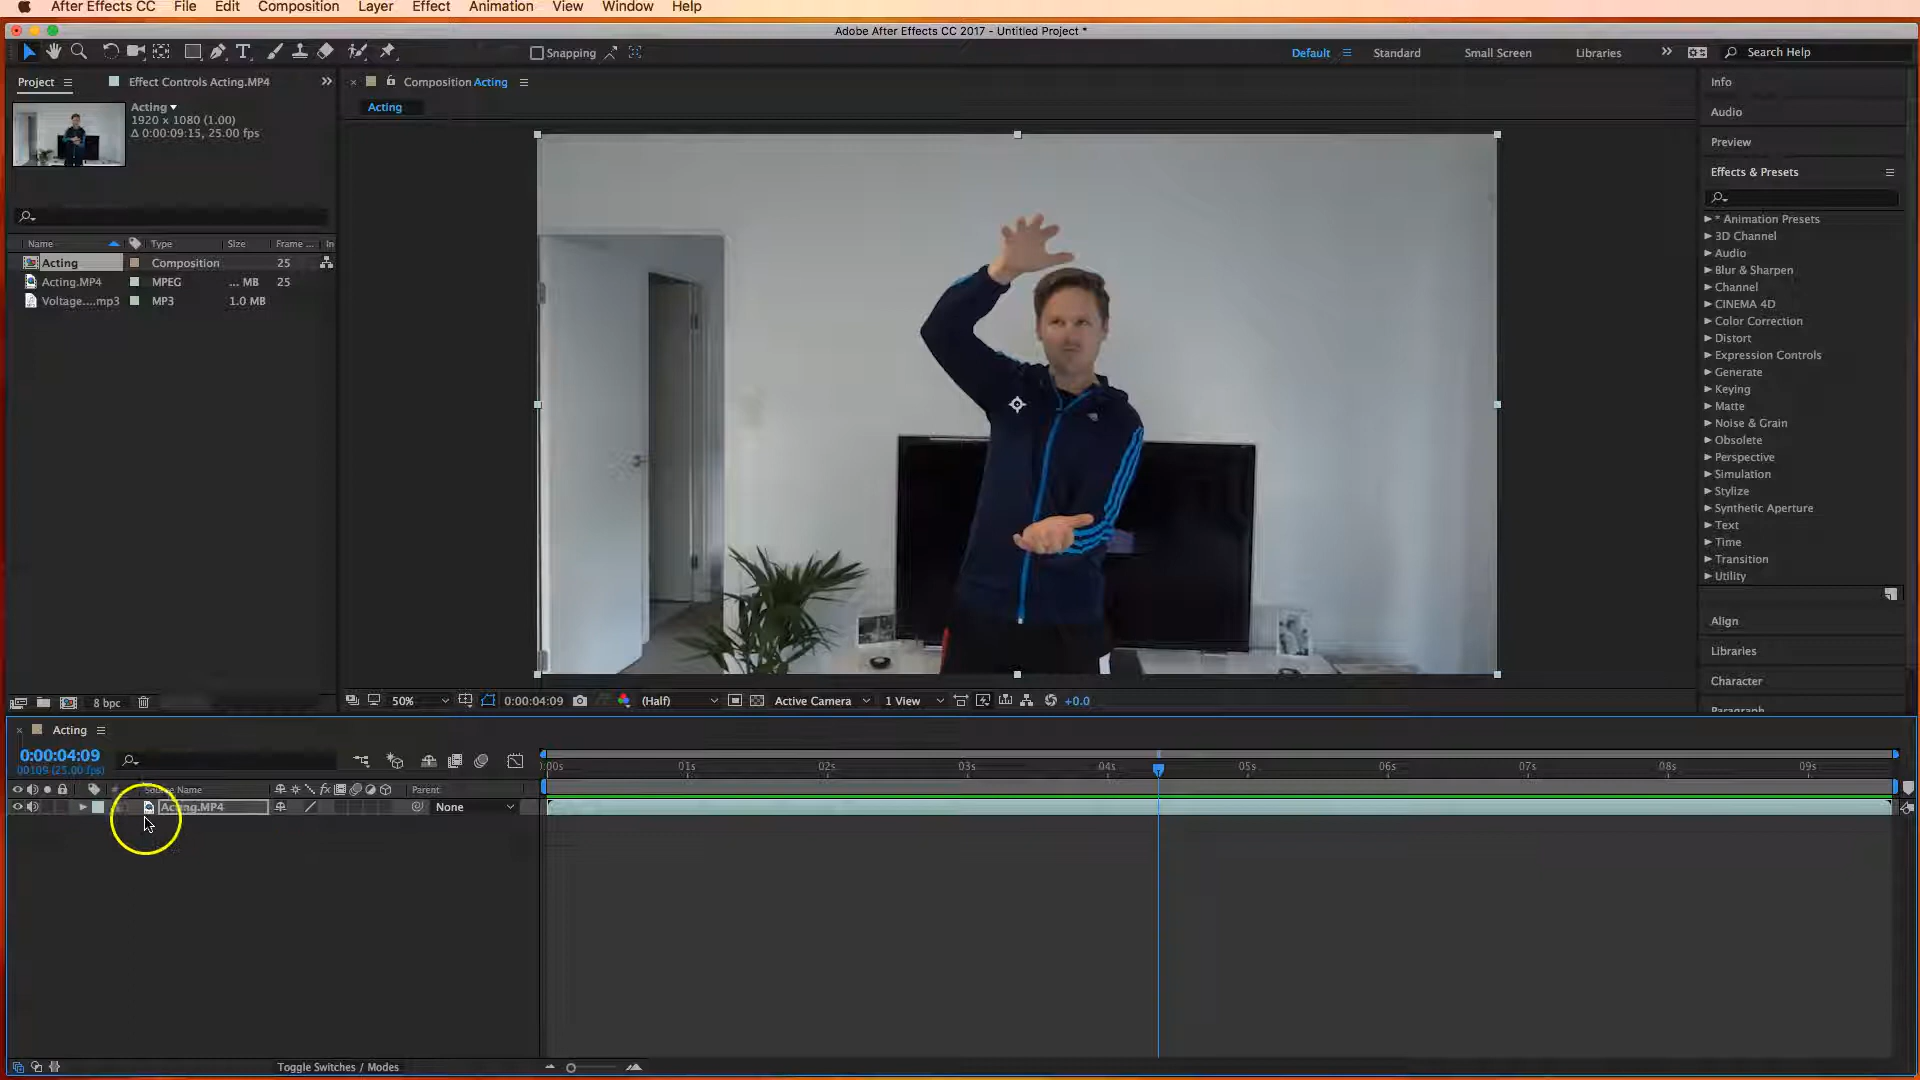 After Effects CC File Edit Composition Layer Effect Animation View Window Help
Adobe After Effects CC 2017 - Untitled Project *
Snapping Default Standard Small Screen Libraries Search Help
Project Effect Controls Acting.MP4
Composition Acting
Acting
Acting
1920 x 1080 (1.00)
Δ 0:00:09:15, 25.00 fps
Name Type Size Frame ... In
Acting Composition 25
Acting.MP4 MPEG ... MB 25
Voltage....mp3 MP3 1.0 MB
8 bpc
50% 0:00:04:09 (Half) Active Camera 1 View +0.0
Info
Audio
Preview
Effects & Presets
* Animation Presets
3D Channel
Audio
Blur & Sharpen
Channel
CINEMA 4D
Color Correction
Distort
Expression Controls
Generate
Keying
Matte
Noise & Grain
Obsolete
Perspective
Simulation
Stylize
Synthetic Aperture
Text
Time
Transition
Utility
Align
Libraries
Character
Paragraph
Acting
0:00:04:09
00109 (25.00 fps)
:00s 01s 02s 03s 04s 05s 06s 07s 08s 09s
# Source Name fx Parent
Acting.MP4 None
Toggle Switches / Modes